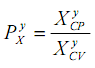 P_X^y = X_CP^y / X_CV^y